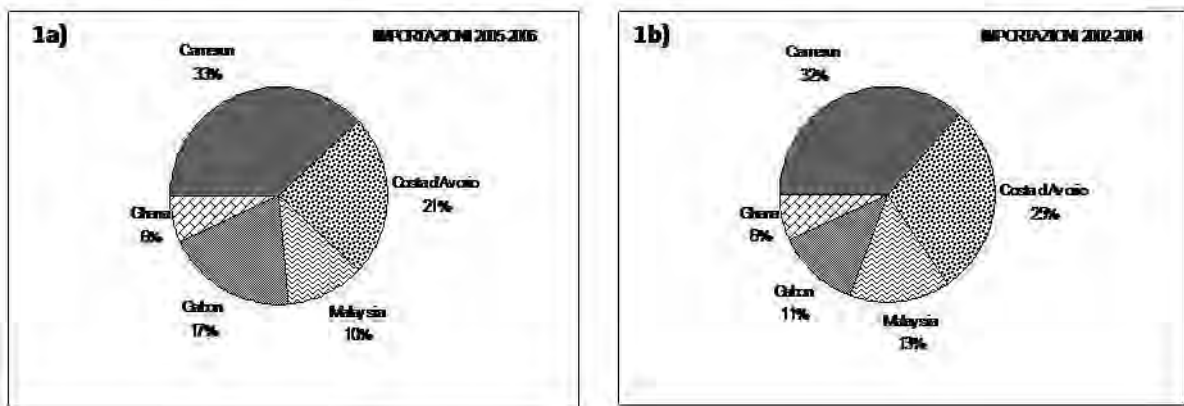 1a)
IMPORTAZIONI 2005-2006
Camerun
33%
Costa d'Avorio
21%
Ghana
6%
Gabon
17%
Malaysia
10%
1b)
IMPORTAZIONI 2002-2004
Camerun
32%
Costa d'Avorio
25%
Ghana
6%
Gabon
11%
Malaysia
13%